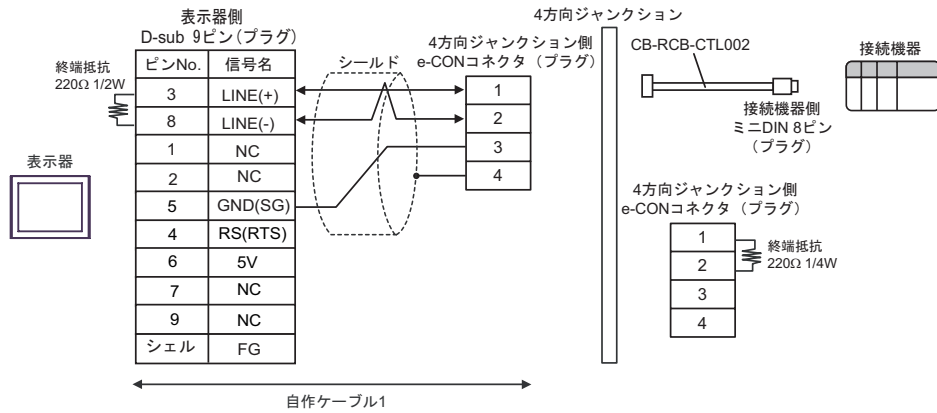 表示器側
D-sub 9ピン(プラグ)
ピンNo. 信号名
3 LINE(+)
8 LINE(-)
1 NC
2 NC
5 GND(SG)
4 RS(RTS)
6 5V
7 NC
9 NC
シェル FG
終端抵抗
220Ω 1/2W
表示器
シールド
4方向ジャンクション側
e-CONコネクタ（プラグ）
1
2
3
4
自作ケーブル1
4方向ジャンクション
CB-RCB-CTL002
接続機器
接続機器側
ミニDIN 8ピン
（プラグ）
4方向ジャンクション側
e-CONコネクタ（プラグ）
1
2
3
4
終端抵抗
220Ω 1/4W